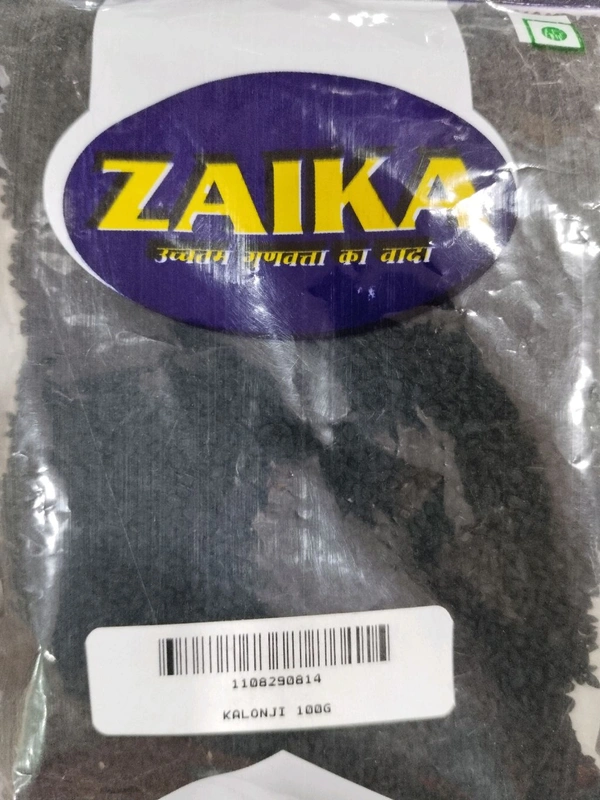 ZAIKA
उच्चतम गुणवत्ता का वादा
1108290814
KALONJI 100G